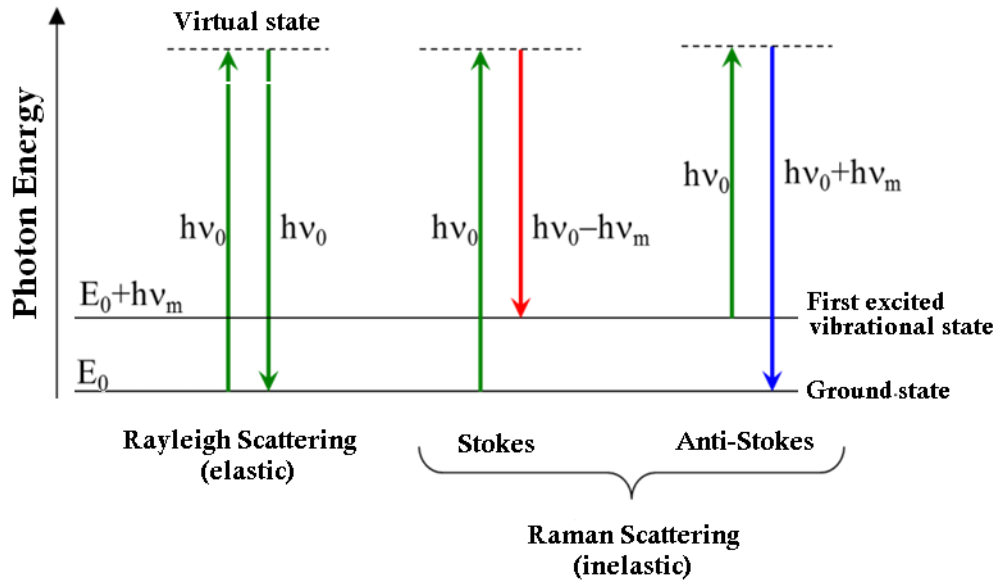 Virtual state
Photon Energy
hν₀
hν₀
hν₀
hν₀–hνₘ
hν₀
hν₀+hνₘ
E₀+hνₘ
First excited
vibrational state
E₀
Ground state
Rayleigh Scattering
(elastic)
Stokes
Anti-Stokes
Raman Scattering
(inelastic)